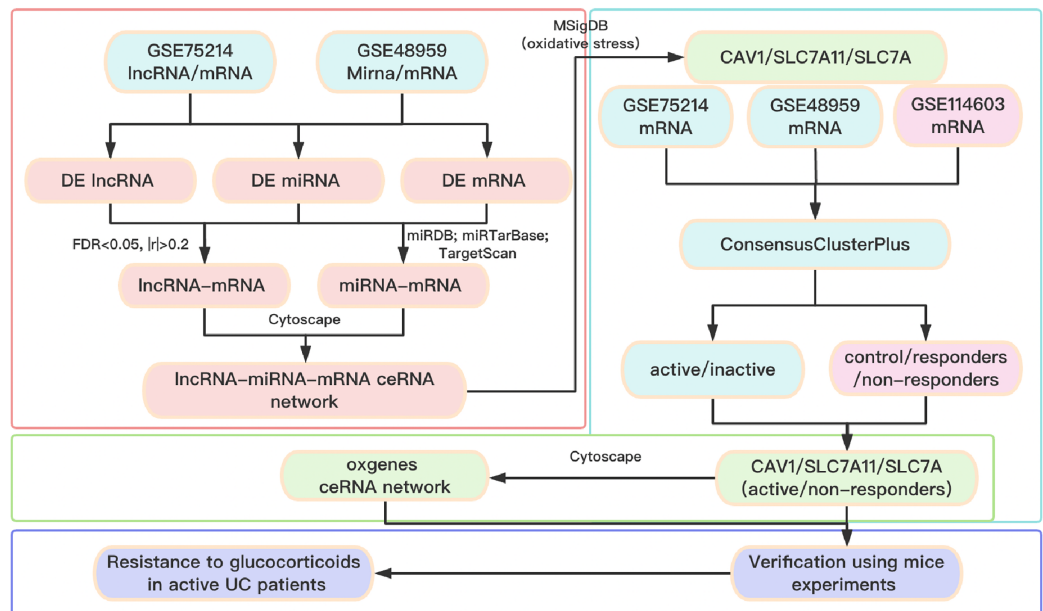 GSE75214
lncRNA/mRNA
GSE48959
Mirna/mRNA
DE lncRNA
DE miRNA
DE mRNA
FDR<0.05, |r|>0.2
miRDB; miRTarBase;
TargetScan
lncRNA-mRNA
miRNA-mRNA
Cytoscape
lncRNA-miRNA-mRNA ceRNA
network
MSigDB
(oxidative stress)
CAV1/SLC7A11/SLC7A
GSE75214
mRNA
GSE48959
mRNA
GSE114603
mRNA
ConsensusClusterPlus
active/inactive
control/responders
/non-responders
CAV1/SLC7A11/SLC7A
(active/non-responders)
Cytoscape
oxgenes
ceRNA network
Verification using mice
experiments
Resistance to glucocorticoids
in active UC patients